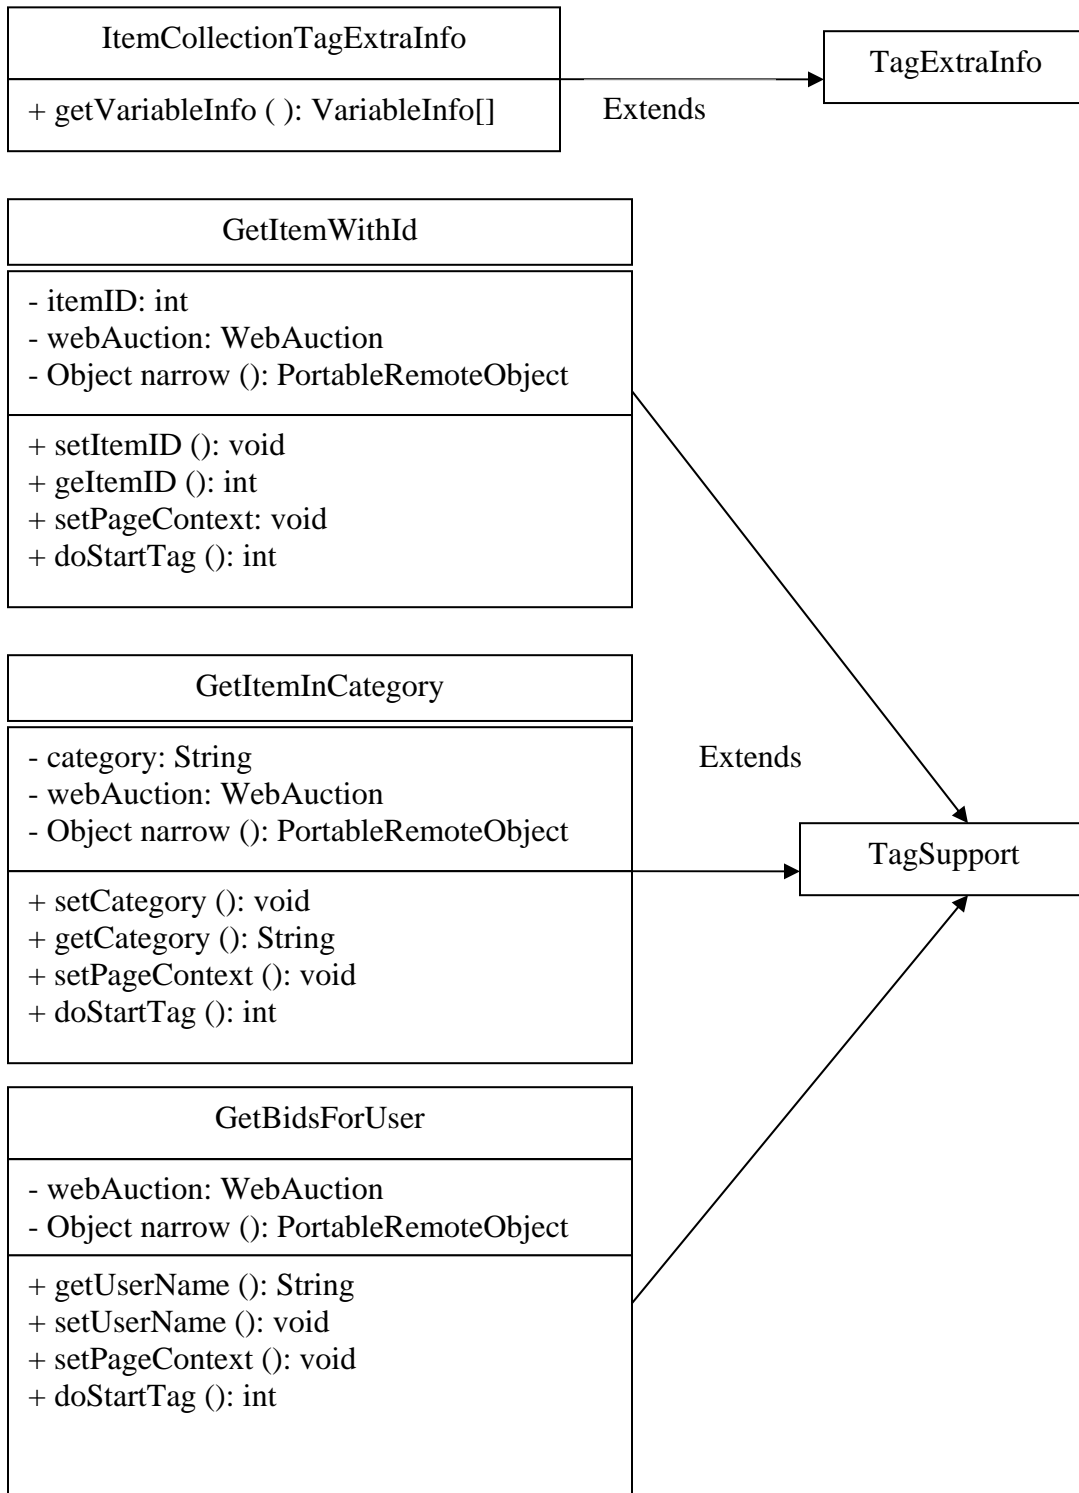 ItemCollectionTagExtraInfo
+ getVariableInfo ( ): VariableInfo[]
Extends
TagExtraInfo
GetItemWithId
- itemID: int
- webAuction: WebAuction
- Object narrow (): PortableRemoteObject
+ setItemID (): void
+ geItemID (): int
+ setPageContext: void
+ doStartTag (): int
GetItemInCategory
- category: String
- webAuction: WebAuction
- Object narrow (): PortableRemoteObject
+ setCategory (): void
+ getCategory (): String
+ setPageContext (): void
+ doStartTag (): int
Extends
TagSupport
GetBidsForUser
- webAuction: WebAuction
- Object narrow (): PortableRemoteObject
+ getUserName (): String
+ setUserName (): void
+ setPageContext (): void
+ doStartTag (): int